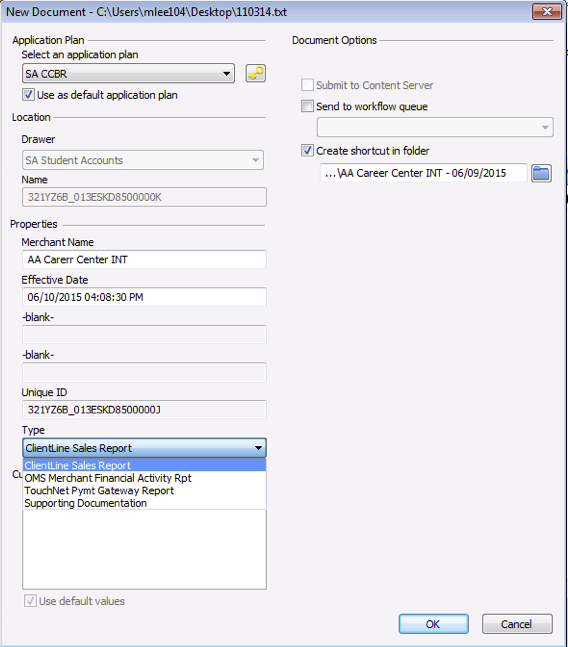 New Document - C:\Users\mlee104\Desktop\110314.txt
Application Plan
Select an application plan
SA CCBR
Use as default application plan
Location
Drawer
SA Student Accounts
Name
321YZ6B_013ESKD8500000K
Properties
Merchant Name
AA Carerr Center INT
Effective Date
06/10/2015 04:08:30 PM
-blank-
-blank-
Unique ID
321YZ6B_013ESKD8500000J
Type
ClientLine Sales Report
ClientLine Sales Report
OMS Merchant Financial Activity Rpt
TouchNet Pymt Gateway Report
Supporting Documentation
Use default values
Document Options
Submit to Content Server
Send to workflow queue
Create shortcut in folder
...\AA Career Center INT - 06/09/2015
OK
Cancel